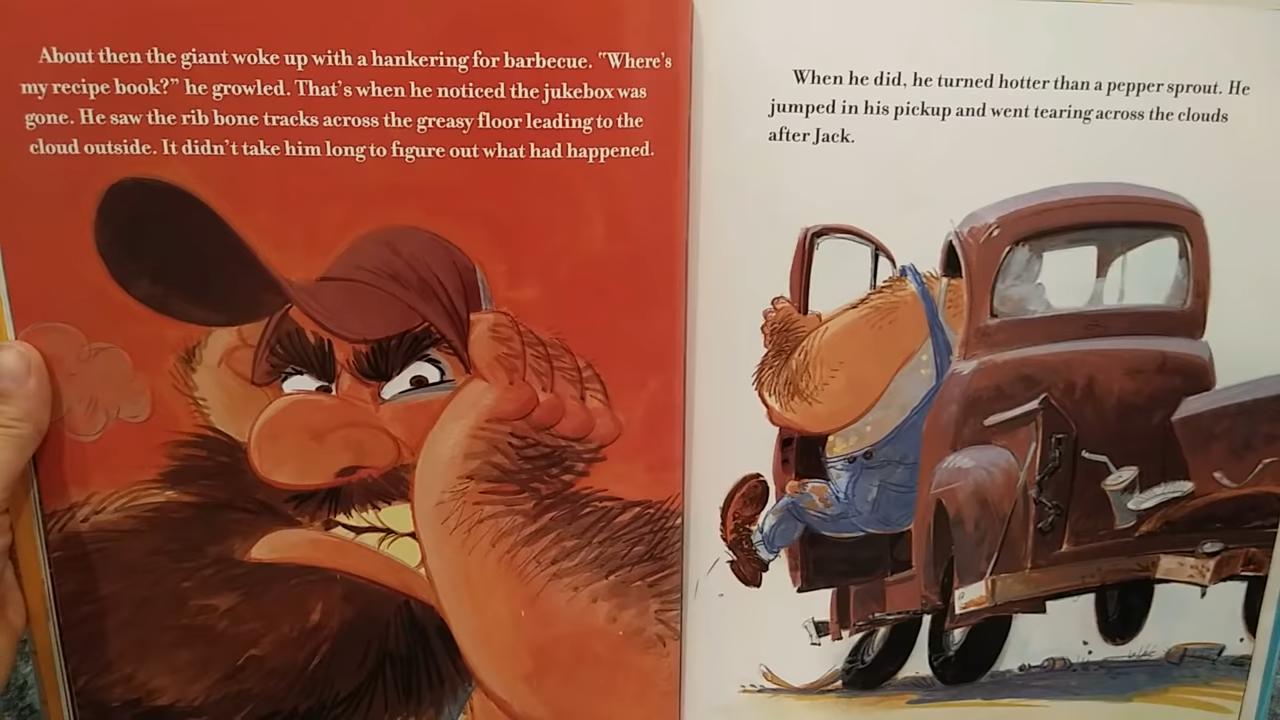 About then the giant woke up with a hankering for barbecue. "Where's
my recipe book?" he growled. That's when he noticed the jukebox was
gone. He saw the rib bone tracks across the greasy floor leading to the
cloud outside. It didn't take him long to figure out what had happened.
When he did, he turned hotter than a pepper sprout. He
jumped in his pickup and went tearing across the clouds
after Jack.